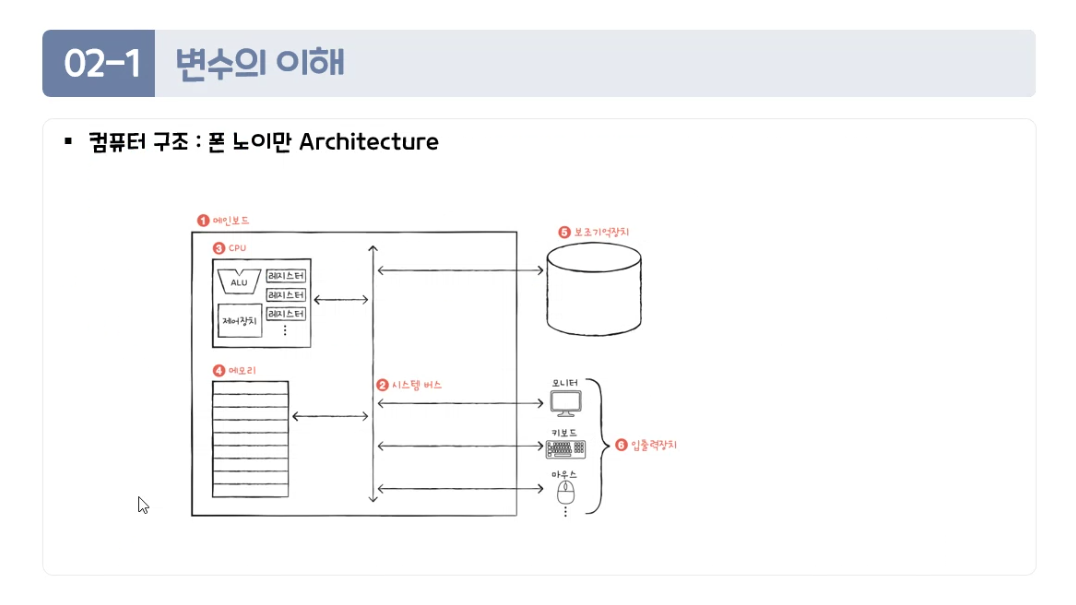 02-1 변수의 이해
▪ 컴퓨터 구조 : 폰 노이만 Architecture
1 메인보드
5 보조기억장치
3 CPU
ALU
레지스터
레지스터
레지스터
제어장치
4 메모리
2 시스템 버스
모니터
키보드
6 입출력장치
마우스